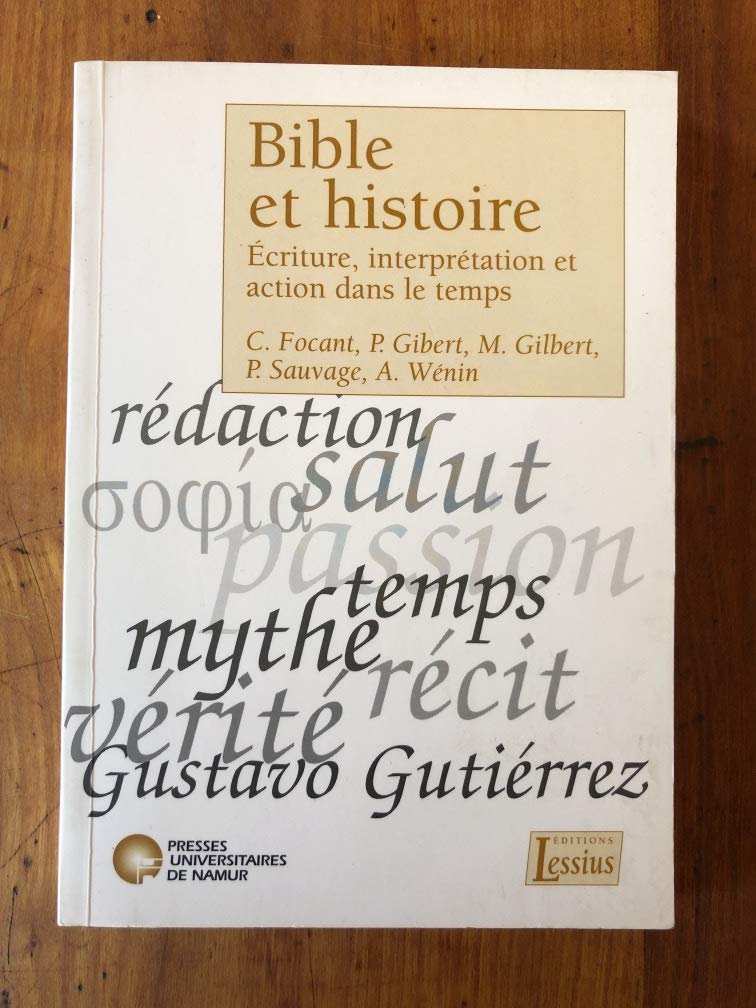 Bible
et histoire
Écriture, interprétation et
action dans le temps
C. Focant, P. Gibert, M. Gilbert,
P. Sauvage, A. Wénin
rédaction
salut
σοφία
passion
temps
mythe
récit
vérité
Gustavo Gutiérrez
PRESSES
UNIVERSITAIRES
DE NAMUR
ÉDITIONS
Lessius